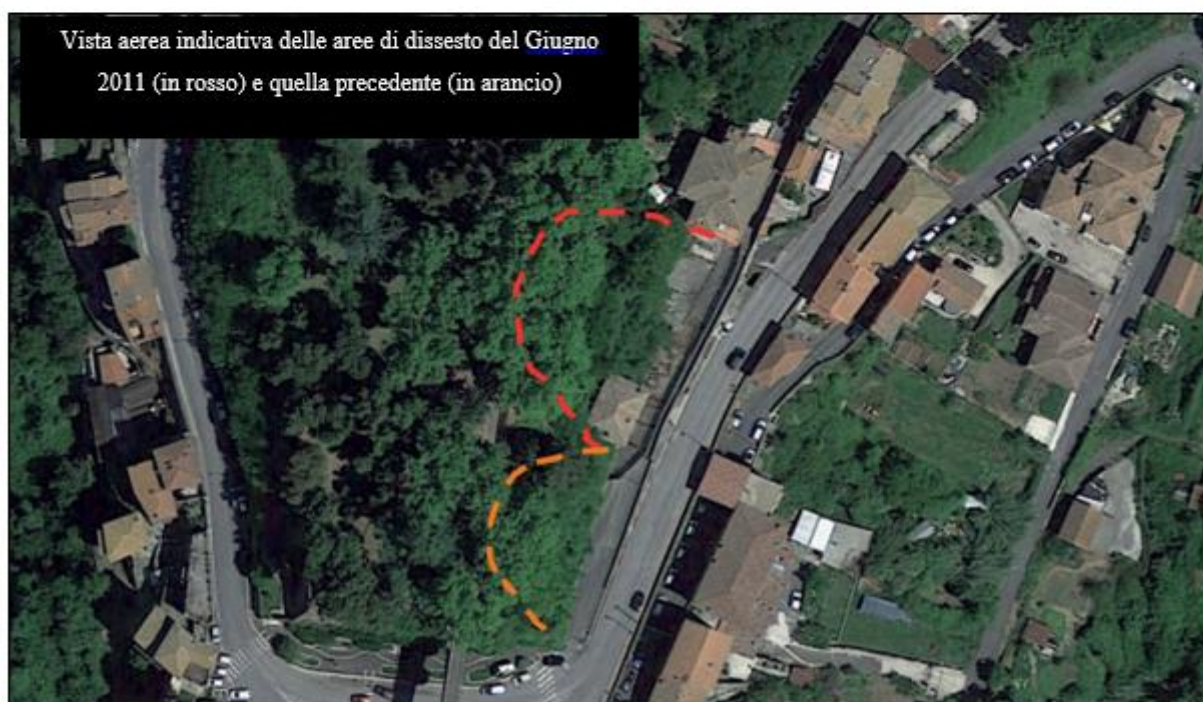 Vista aerea indicativa delle aree di dissesto del Giugno
2011 (in rosso) e quella precedente (in arancio)